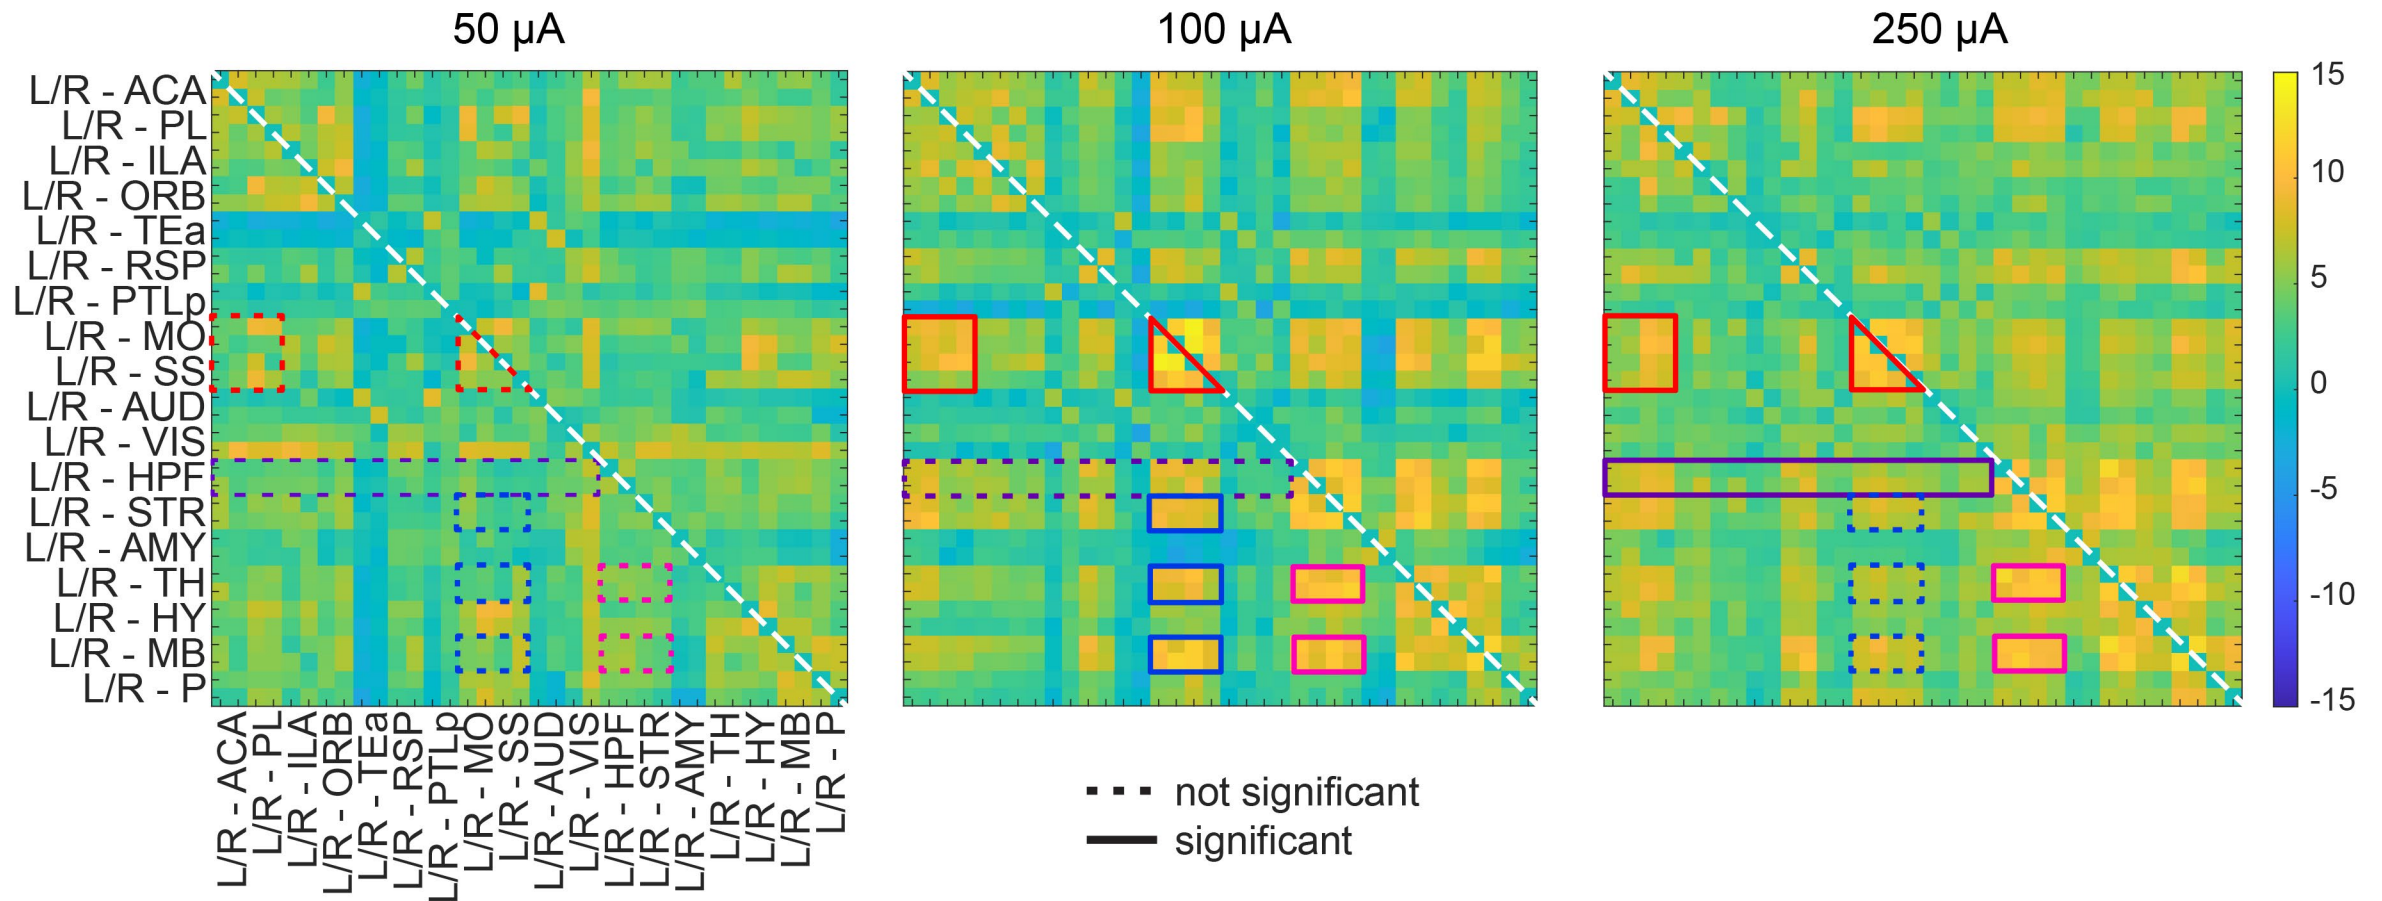 50 µA
100 µA
250 µA
L/R - ACA
L/R - PL
L/R - ILA
L/R - ORB
L/R - TEa
L/R - RSP
L/R - PTLp
L/R - MO
L/R - SS
L/R - AUD
L/R - VIS
L/R - HPF
L/R - STR
L/R - AMY
L/R - TH
L/R - HY
L/R - MB
L/R - P
15
10
5
0
-5
-10
-15
L/R - ACA
L/R - PL
L/R - ILA
L/R - ORB
L/R - TEa
L/R - RSP
L/R - PTLp
L/R - MO
L/R - SS
L/R - AUD
L/R - VIS
L/R - HPF
L/R - STR
L/R - AMY
L/R - TH
L/R - HY
L/R - MB
L/R - P
not significant
significant